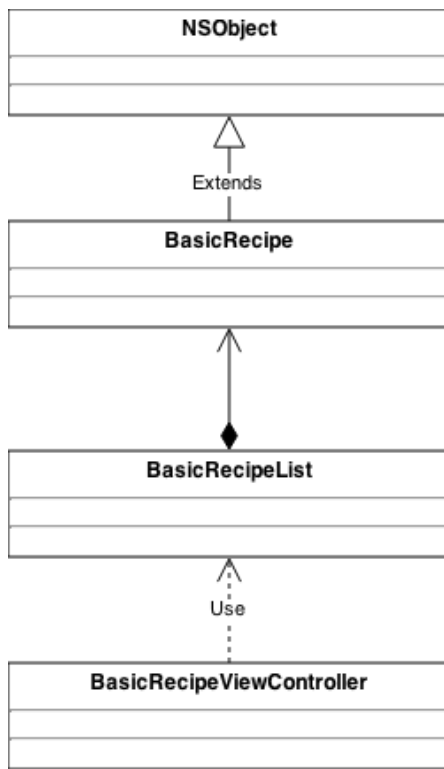 NSObject
Extends
BasicRecipe
BasicRecipeList
Use
BasicRecipeViewController